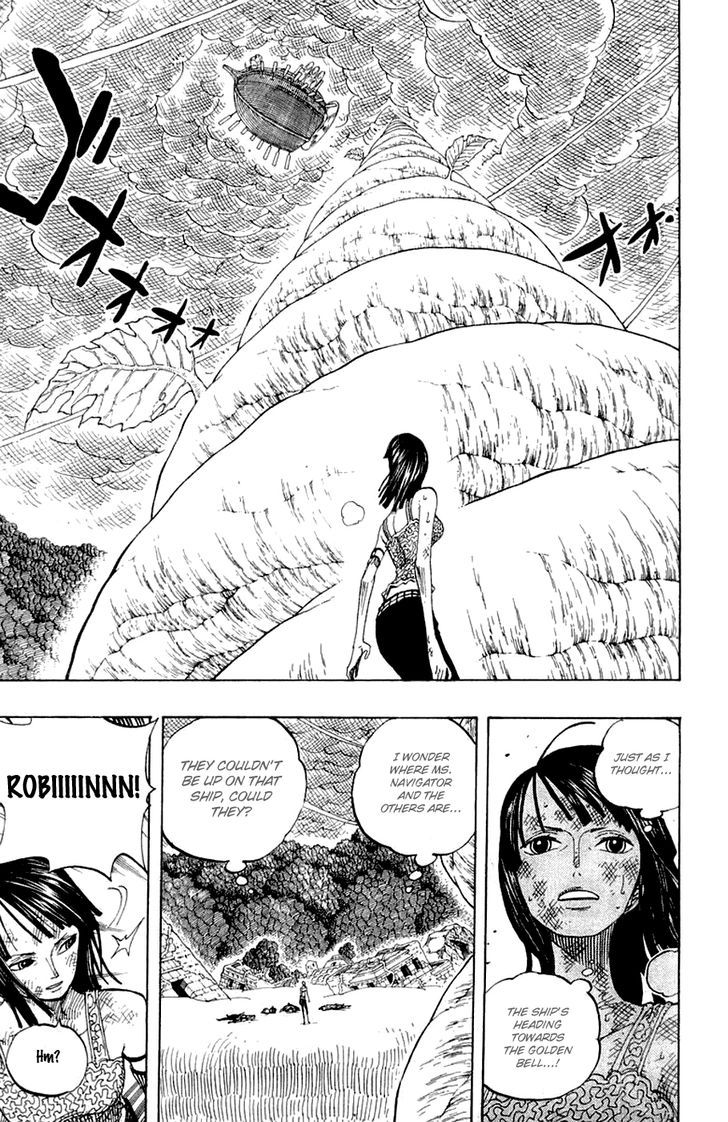 ドオオオオ
オオ...
JUST AS I
THOUGHT...
THE SHIP'S
HEADING
TOWARDS
THE GOLDEN
BELL...!
I WONDER
WHERE MS.
NAVIGATOR
AND THE
OTHERS ARE...
THEY COULDN'T
BE UP ON THAT
SHIP, COULD
THEY?
ROBIIIIINNN!
Hm?